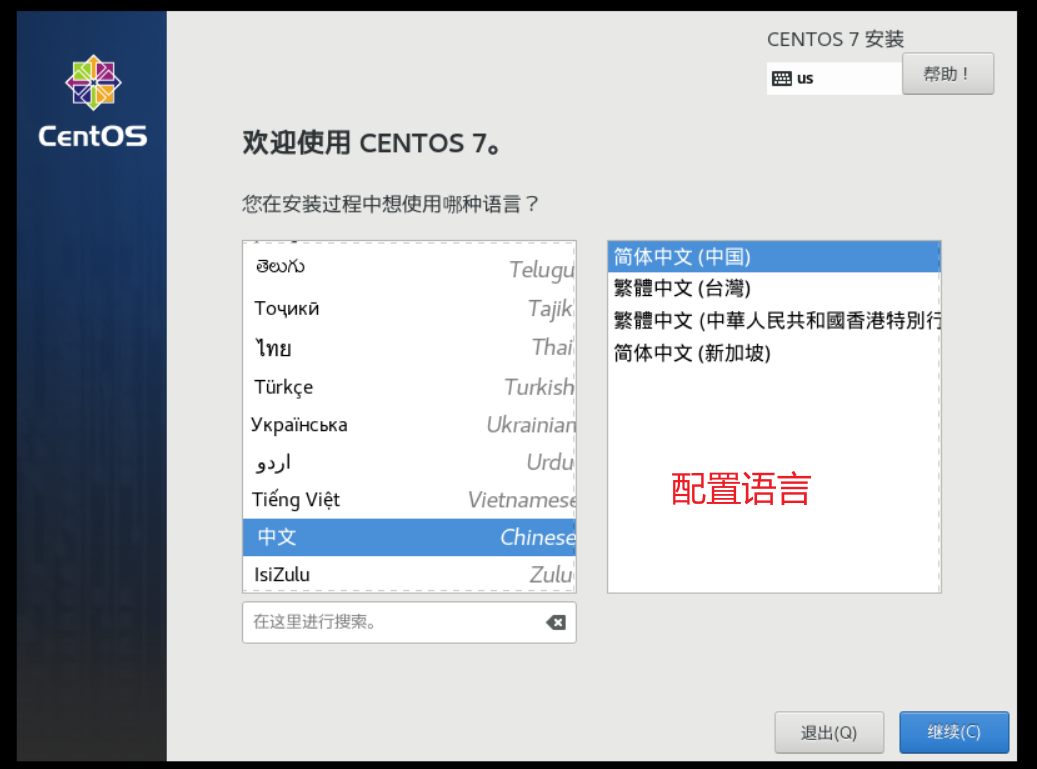 CENTOS 7 安装
us
帮助！
CentOS
欢迎使用 CENTOS 7。
您在安装过程中想使用哪种语言？
తెలుగు Telugu
Тоҷикӣ Tajik
ไทย Thai
Türkçe Turkish
Українська Ukrainian
اردو Urdu
Tiếng Việt Vietnamese
中文 Chinese
IsiZulu Zulu
简体中文 (中国)
繁體中文 (台灣)
繁體中文 (中華人民共和國香港特別行
简体中文 (新加坡)
配置语言
在这里进行搜索。
退出(Q)
继续(C)